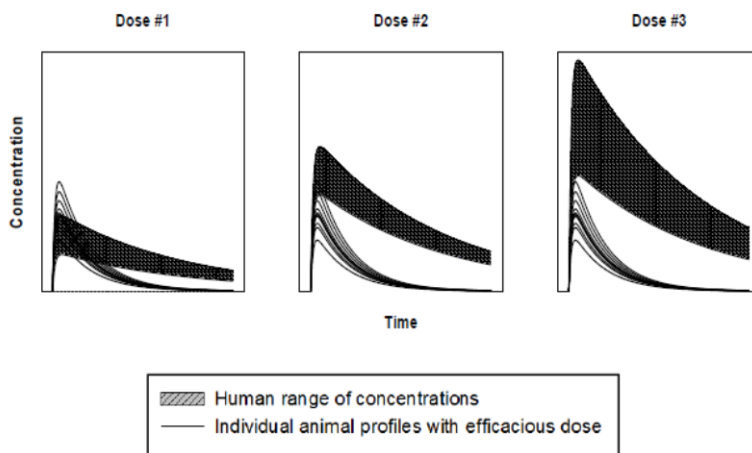 Dose #1
Dose #2
Dose #3
Concentration
Time
Human range of concentrations
Individual animal profiles with efficacious dose